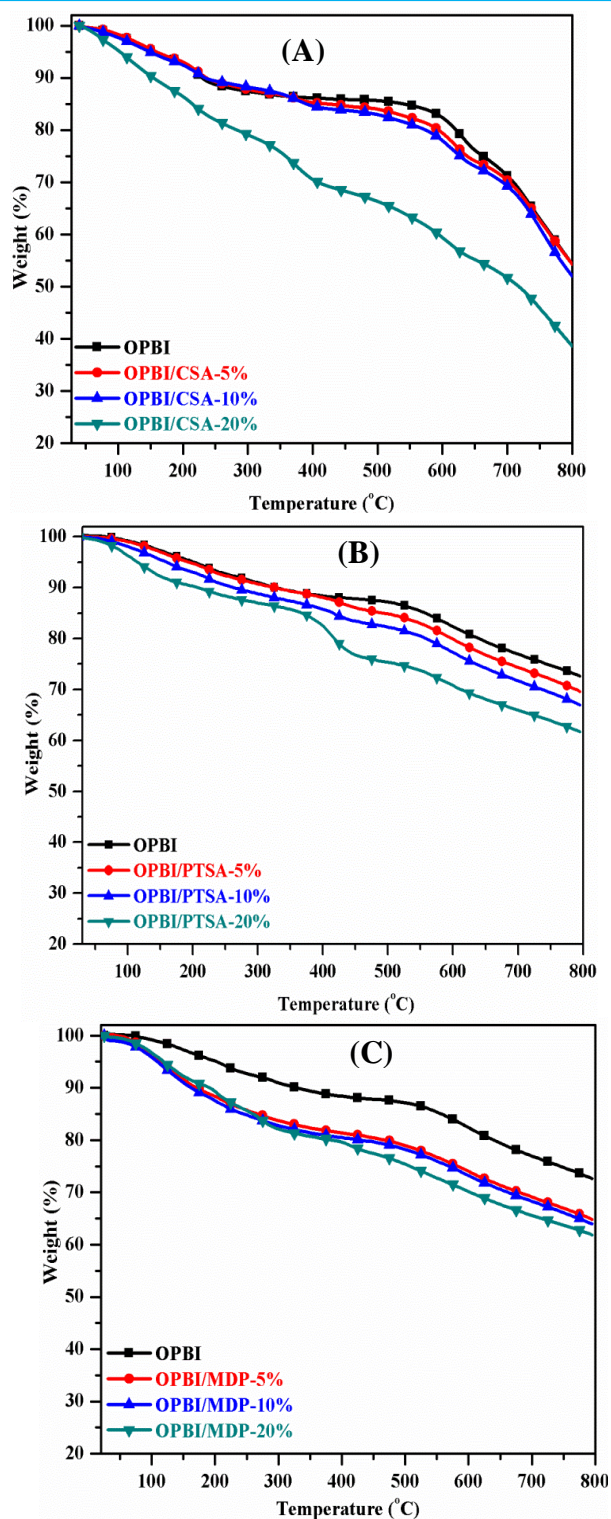 (A)
100
90
80
70
60
50
40
30
20
Weight (%)
OPBI
OPBI/CSA-5%
OPBI/CSA-10%
OPBI/CSA-20%
100 200 300 400 500 600 700 800
Temperature (°C)
(B)
100
90
80
70
60
50
40
30
20
Weight (%)
OPBI
OPBI/PTSA-5%
OPBI/PTSA-10%
OPBI/PTSA-20%
100 200 300 400 500 600 700 800
Temperature (°C)
(C)
100
90
80
70
60
50
40
30
20
Weight (%)
OPBI
OPBI/MDP-5%
OPBI/MDP-10%
OPBI/MDP-20%
100 200 300 400 500 600 700 800
Temperature (°C)